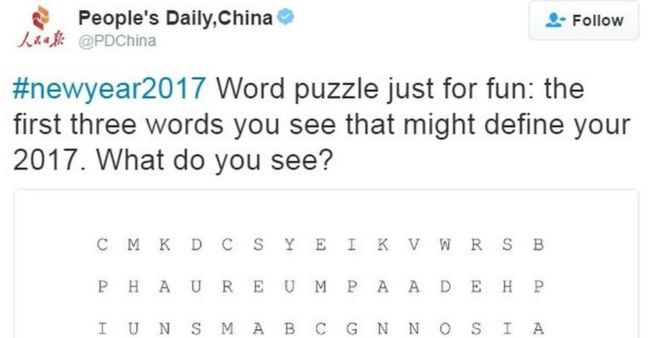 People's Daily,China
人民日报 @PDChina
Follow
#newyear2017 Word puzzle just for fun: the
first three words you see that might define your
2017. What do you see?
C M K D C S Y E I K V W R S B
P H A U R E U M P A A D E H P
I U N S M A B C G N N O S I A